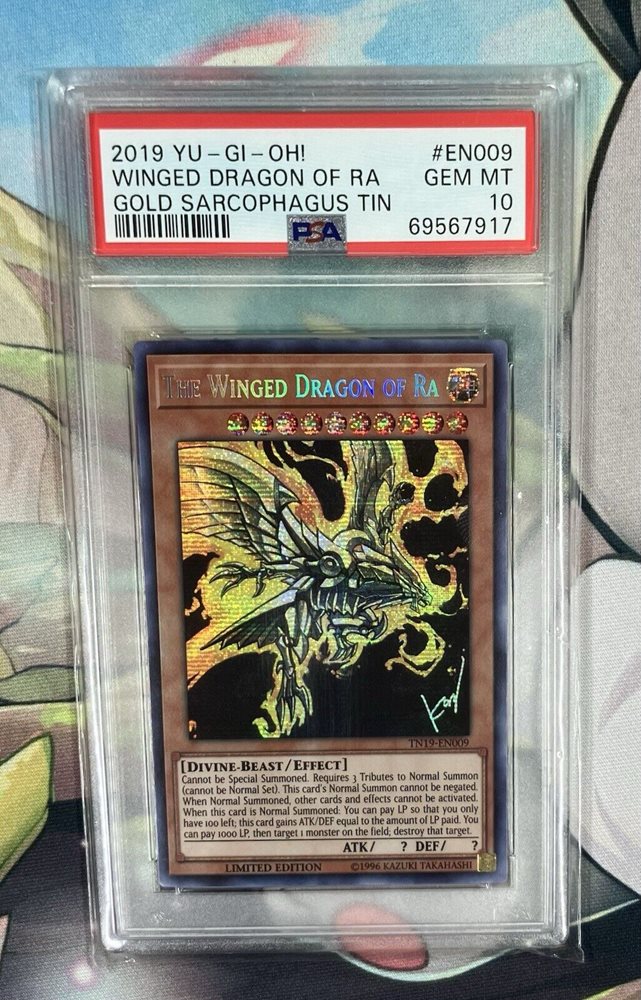 2019 YU-GI-OH! #EN009
WINGED DRAGON OF RA GEM MT
GOLD SARCOPHAGUS TIN 10
PSA 69567917
THE WINGED DRAGON OF RA
TN19-EN009
[DIVINE-BEAST/EFFECT]
Cannot be Special Summoned. Requires 3 Tributes to Normal Summon
(cannot be Normal Set). This card's Normal Summon cannot be negated.
When Normal Summoned, other cards and effects cannot be activated.
When this card is Normal Summoned: You can pay LP so that you only
have 100 left; this card gains ATK/DEF equal to the amount of LP paid. You
can pay 1000 LP, then target 1 monster on the field; destroy that target.
ATK/ ? DEF/ ?
LIMITED EDITION ©1996 KAZUKI TAKAHASHI